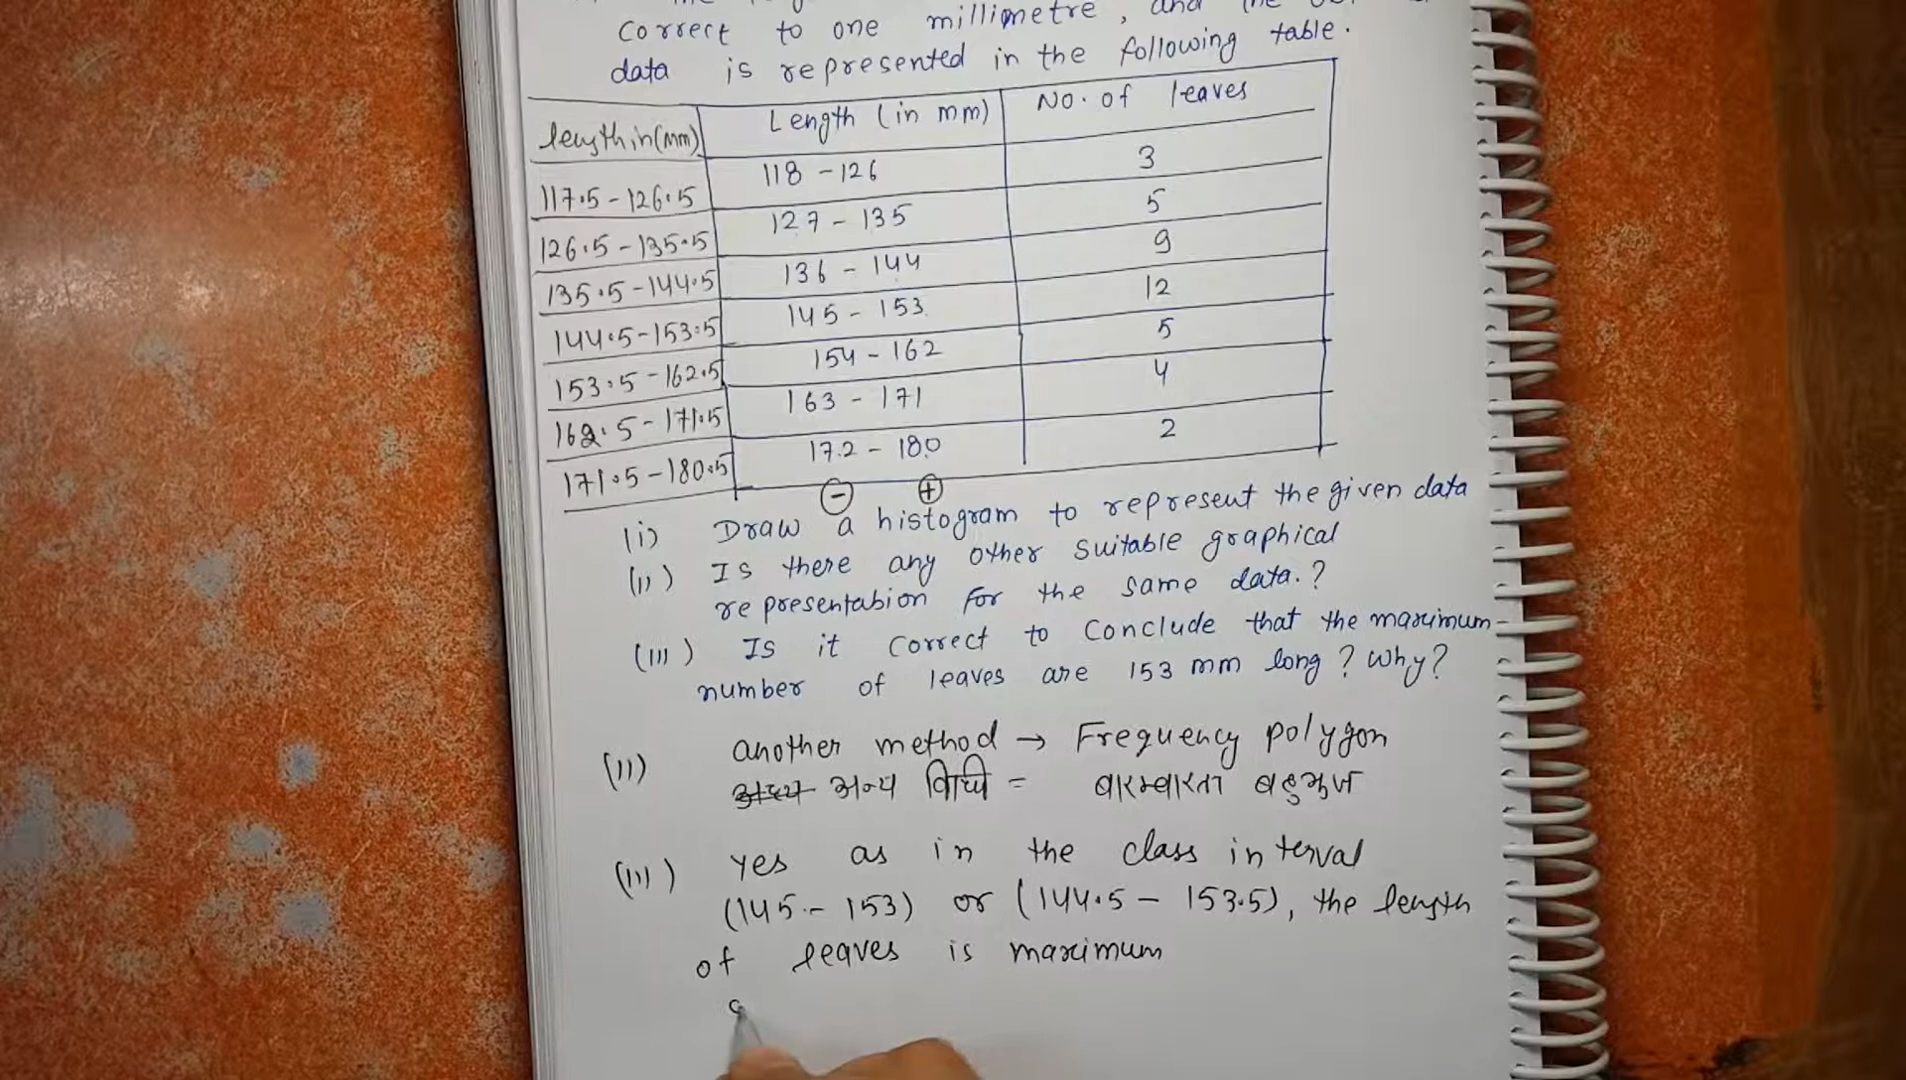 correct to one millimetre, and the
data is represented in the following table.
length in (mm) Length (in mm) No. of leaves
117.5 - 126.5 118 - 126 3
126.5 - 135.5 127 - 135 5
135.5 - 144.5 136 - 144 9
144.5 - 153.5 145 - 153 12
153.5 - 162.5 154 - 162 5
162.5 - 171.5 163 - 171 4
171.5 - 180.5 172 - 180 2
- +
(i) Draw a histogram to represent the given data
(ii) Is there any other suitable graphical
representation for the same data.?
(iii) Is it correct to conclude that the maximum
number of leaves are 153 mm long? Why?
(ii) another method → Frequency polygon
अन्य विधी = बारम्बारता बहुभुज
(iii) Yes as in the class interval
(145 - 153) or (144.5 - 153.5), the length
of leaves is maximum